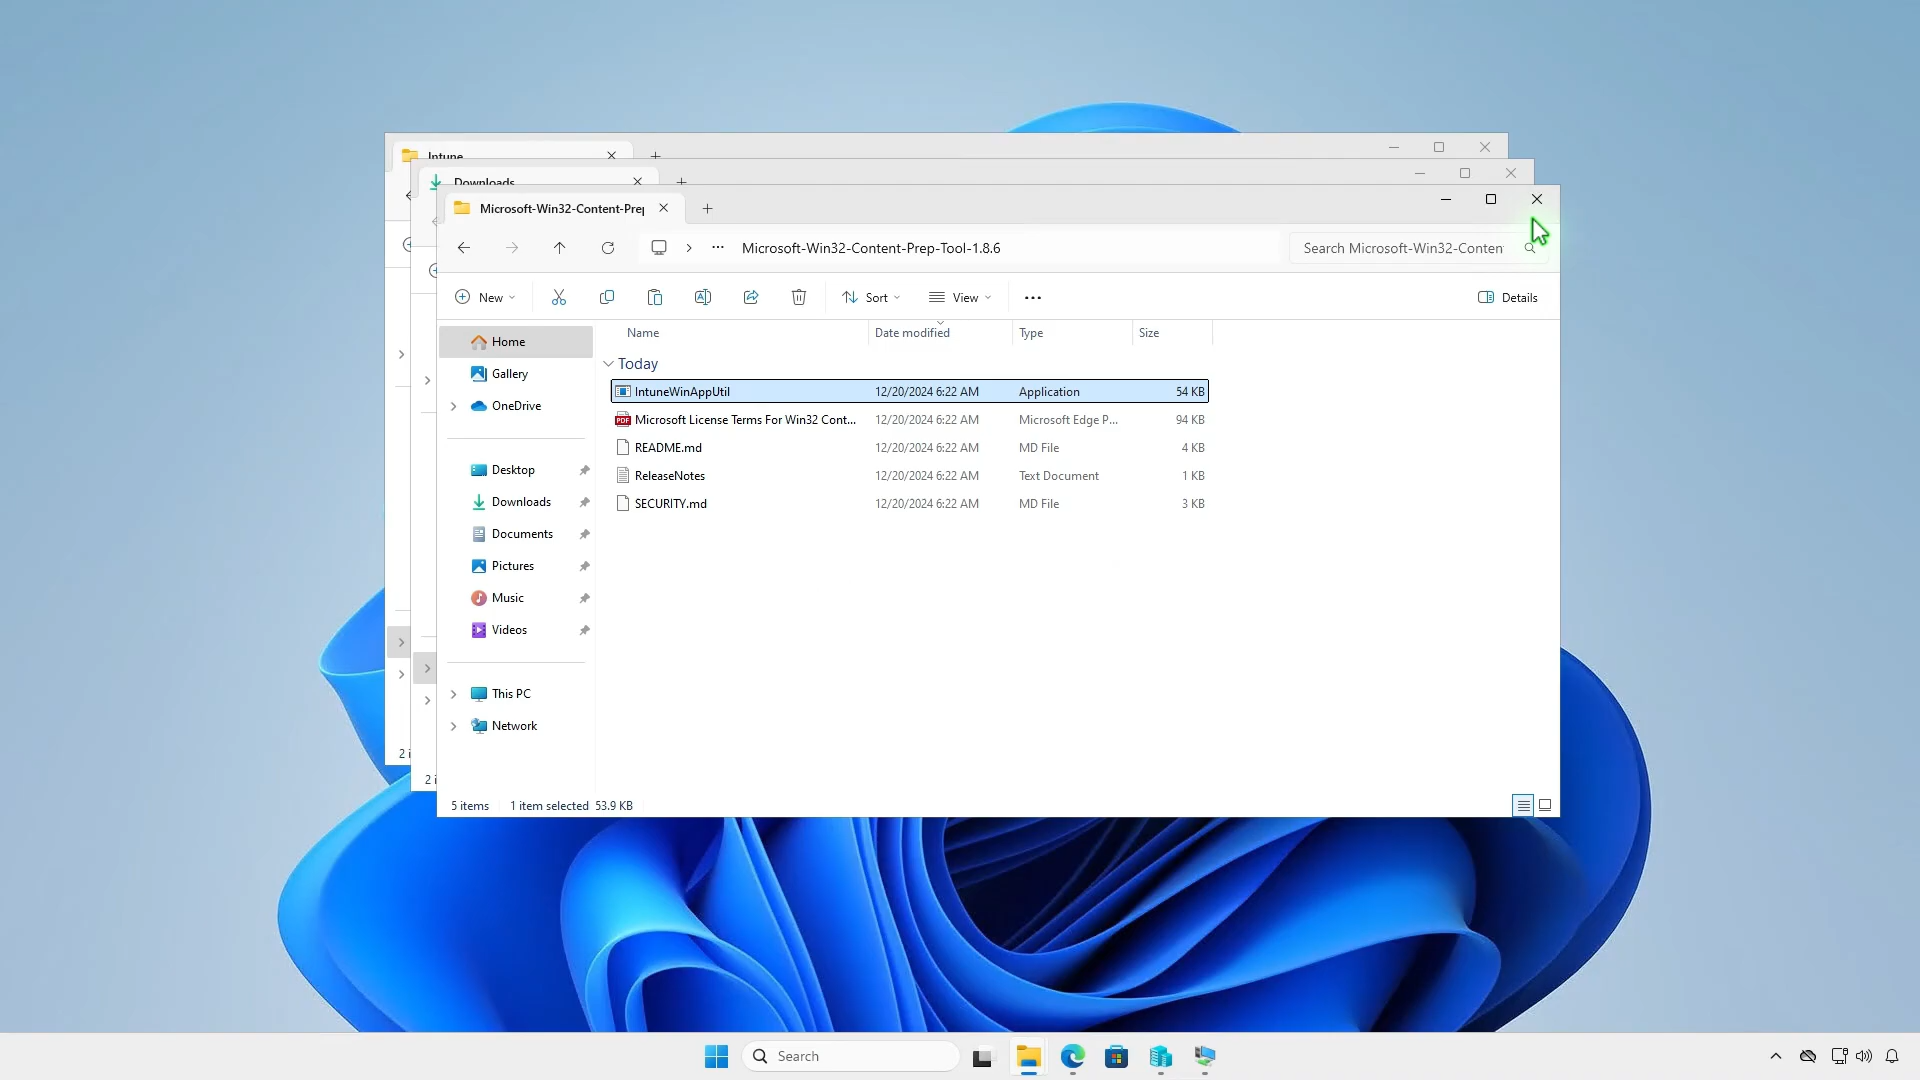 Intune
Downloads
Microsoft-Win32-Content-Prep
Microsoft-Win32-Content-Prep-Tool-1.8.6
Search Microsoft-Win32-Conten
New
Sort
View
Details
Name Date modified Type Size
Home
Gallery
OneDrive
Desktop
Downloads
Documents
Pictures
Music
Videos
This PC
Network
Today
IntuneWinAppUtil 12/20/2024 6:22 AM Application 54 KB
Microsoft License Terms For Win32 Cont... 12/20/2024 6:22 AM Microsoft Edge P... 94 KB
README.md 12/20/2024 6:22 AM MD File 4 KB
ReleaseNotes 12/20/2024 6:22 AM Text Document 1 KB
SECURITY.md 12/20/2024 6:22 AM MD File 3 KB
2 i
2 i
5 items 1 item selected 53.9 KB
Search